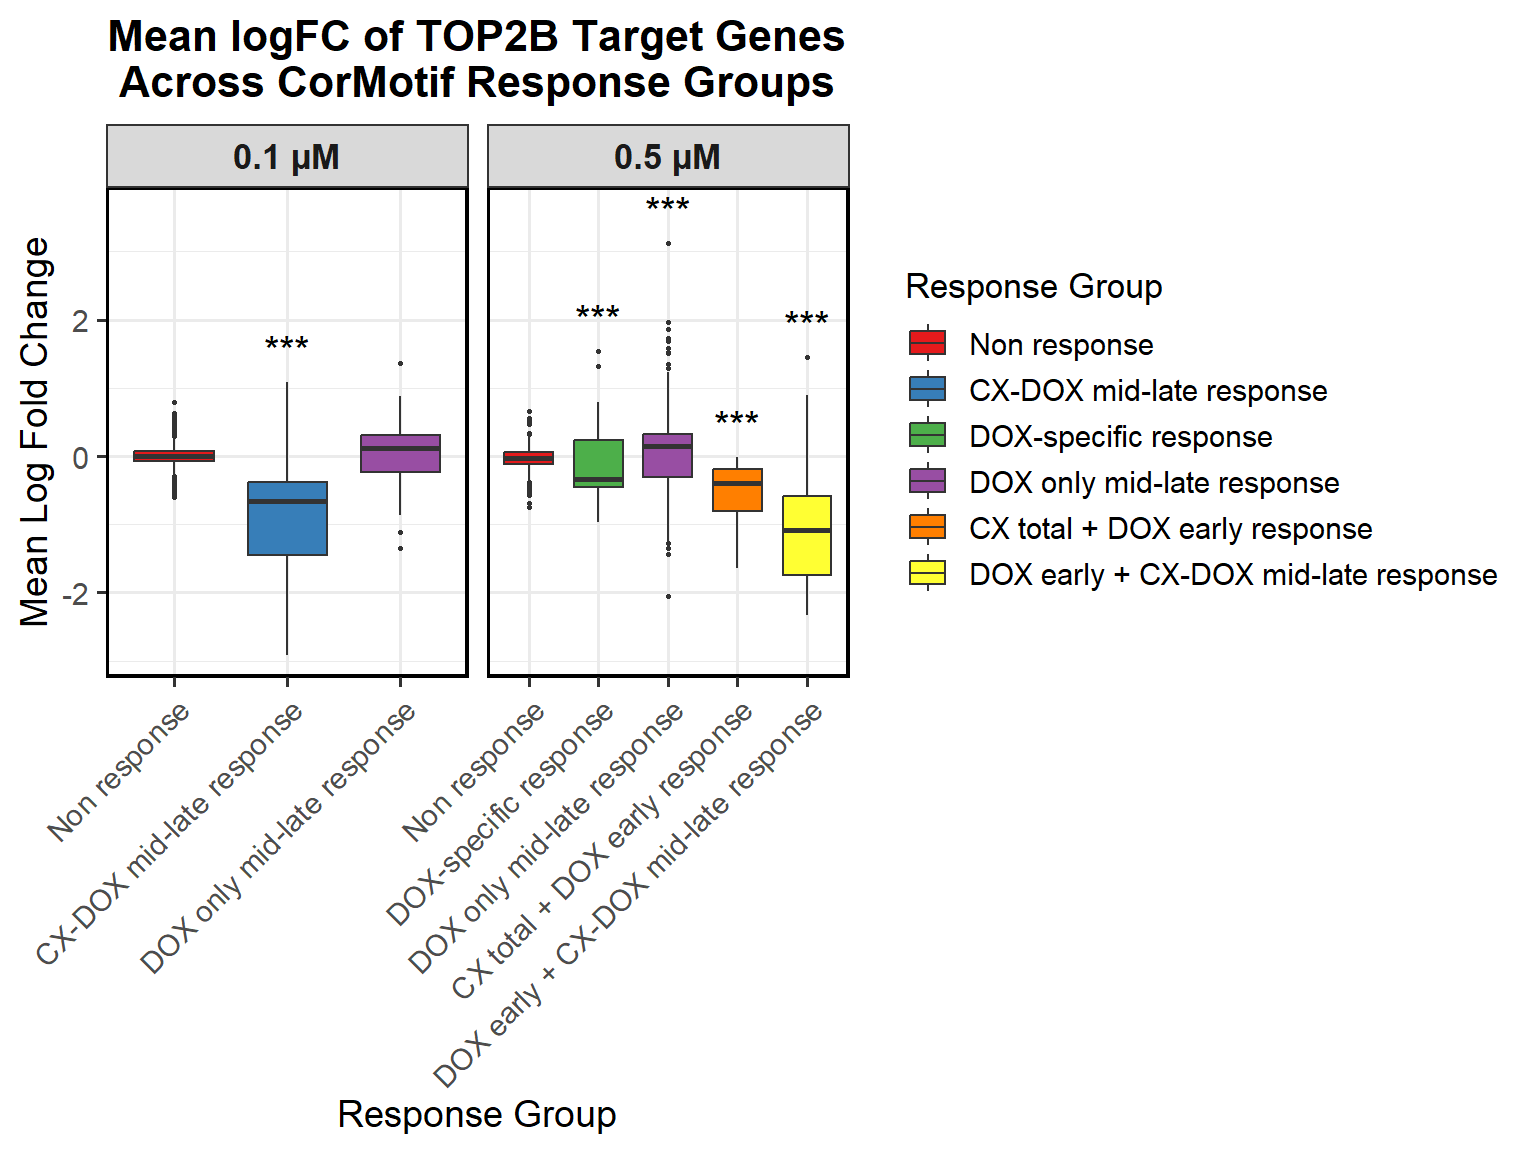 Mean logFC of TOP2B Target Genes
Across CorMotif Response Groups
0.1 µM
0.5 µM
Mean Log Fold Change
2
0
-2
***
***
***
***
***
Non response
CX-DOX mid-late response
DOX only mid-late response
Non response
DOX-specific response
DOX only mid-late response
CX total + DOX early response
DOX early + CX-DOX mid-late response
Response Group
Response Group
Non response
CX-DOX mid-late response
DOX-specific response
DOX only mid-late response
CX total + DOX early response
DOX early + CX-DOX mid-late response